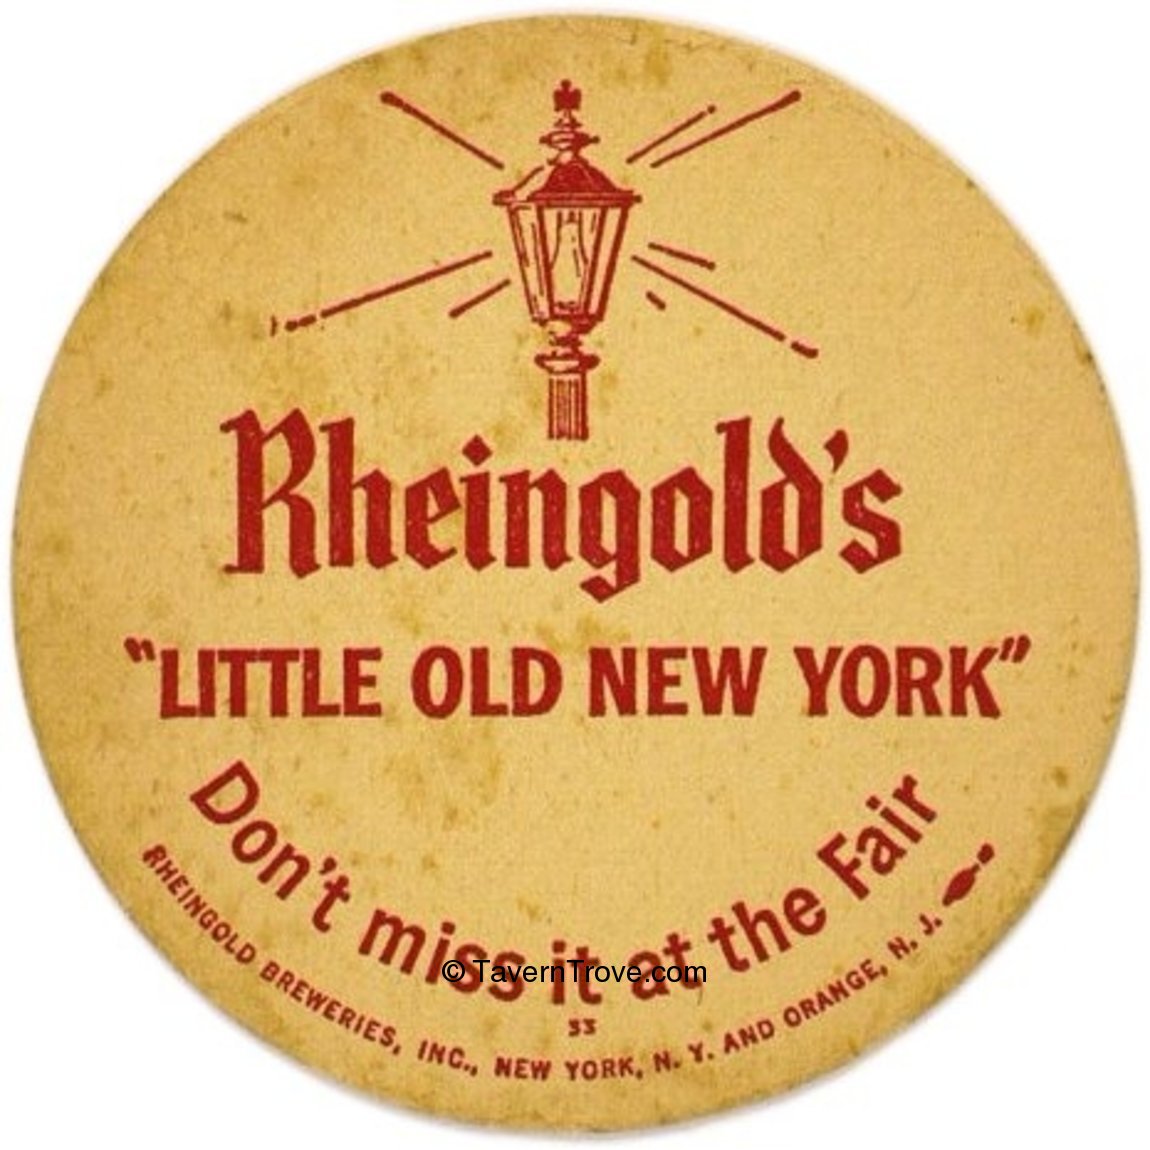 Rheingold's
"LITTLE OLD NEW YORK"
Don't miss it at the Fair
© TavernTrove.com
33
RHEINGOLD BREWERIES, INC., NEW YORK, N. Y. AND ORANGE, N. J.